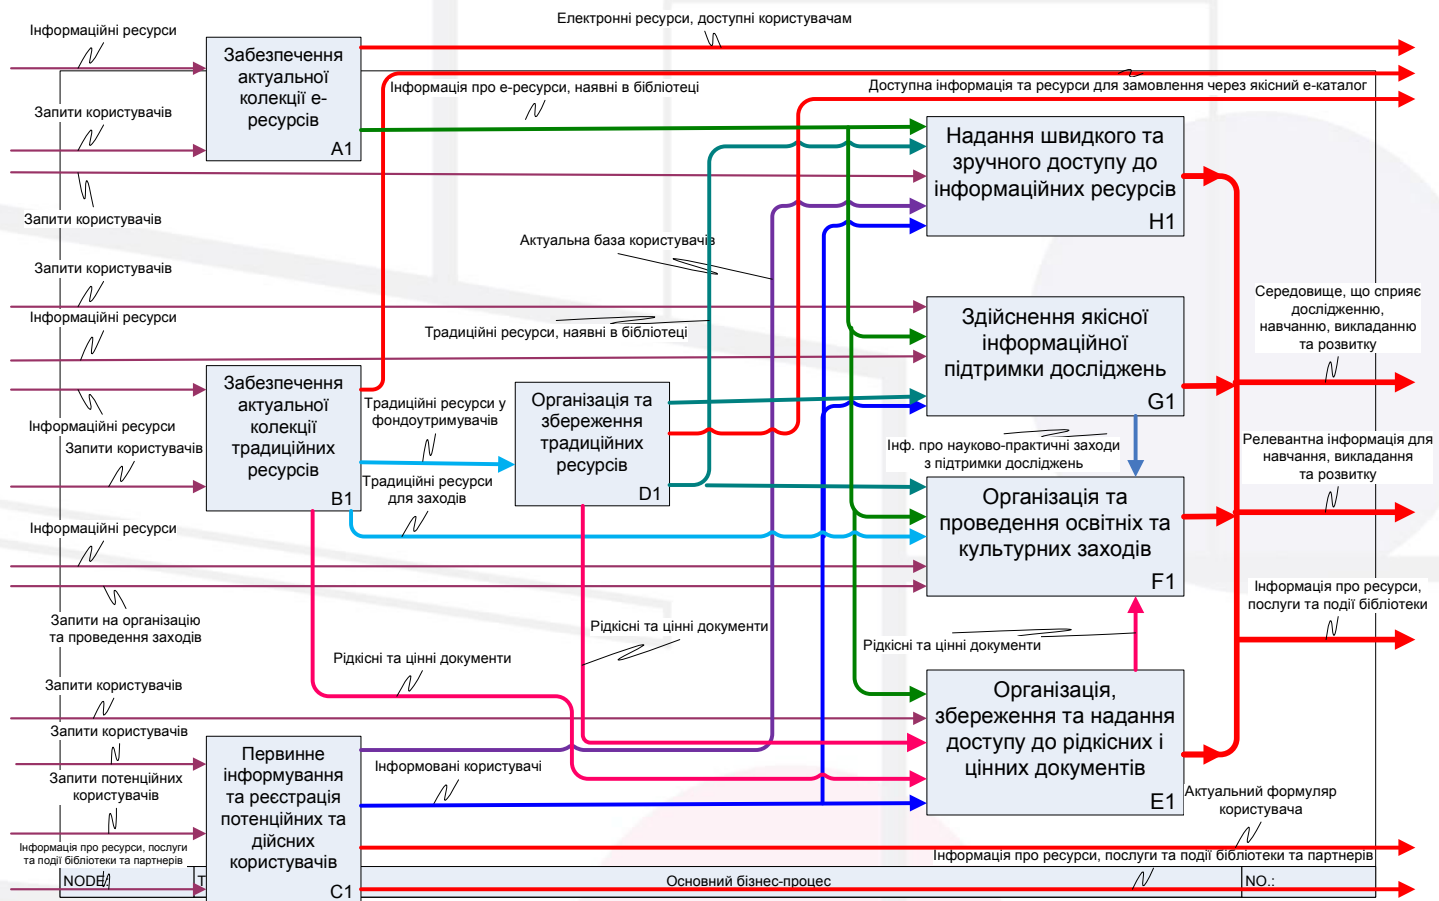 Електронні ресурси, доступні користувачам
Інформаційні ресурси
Забезпечення
актуальної
колекції е-
ресурсів
A1
Інформація про е-ресурси, наявні в бібліотеці
Доступна інформація та ресурси для замовлення через якісний е-каталог
Запити користувачів
Надання швидкого та
зручного доступу до
інформаційних ресурсів
H1
Запити користувачів
Актуальна база користувачів
Запити користувачів
Середовище, що сприяє
дослідженню,
навчанню, викладанню
та розвитку
Інформаційні ресурси
Традиційні ресурси, наявні в бібліотеці
Здійснення якісної
інформаційної
підтримки досліджень
G1
Забезпечення
актуальної
колекції
традиційних
ресурсів
B1
Традиційні ресурси у
фондоутримувачів
Організація та
збереження
традиційних
ресурсів
D1
Інформаційні ресурси
Запити користувачів
Інф. про науково-практичні заходи
з підтримки досліджень
Релевантна інформація для
навчання, викладання
та розвитку
Традиційні ресурси
для заходів
Організація та
проведення освітніх та
культурних заходів
F1
Інформаційні ресурси
Інформація про ресурси,
послуги та події бібліотеки
Запити на організацію
та проведення заходів
Рідкісні та цінні документи
Рідкісні та цінні документи
Рідкісні та цінні документи
Запити користувачів
Організація,
збереження та надання
доступу до рідкісних і
цінних документів
E1
Запити користувачів
Первинне
інформування
та реєстрація
потенційних та
дійсних
користувачів
C1
Інформовані користувачі
Запити потенційних
користувачів
Актуальний формуляр
користувача
Інформація про ресурси, послуги
та події бібліотеки та партнерів
Інформація про ресурси, послуги та події бібліотеки та партнерів
NODE:
T
Основний бізнес-процес
NO.: